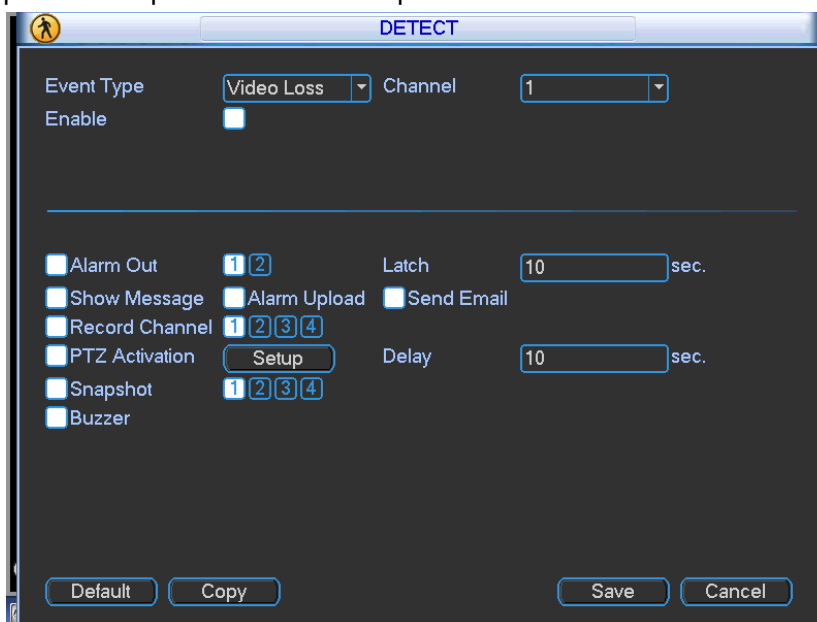 DETECT
Event Type Video Loss Channel 1
Enable
Alarm Out 1 2 Latch 10 sec.
Show Message Alarm Upload Send Email
Record Channel 1 2 3 4
PTZ Activation Setup Delay 10 sec.
Snapshot 1 2 3 4
Buzzer
Default Copy Save Cancel